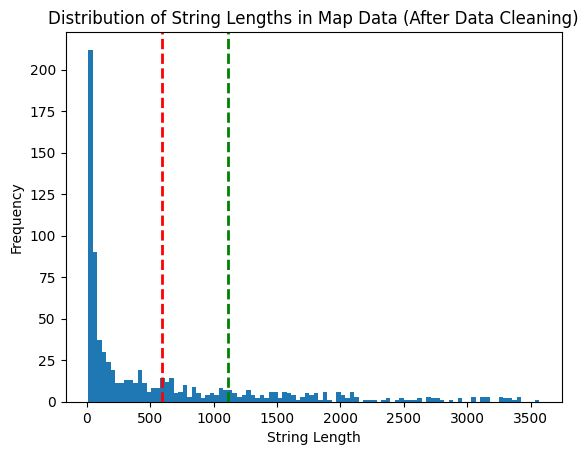 Distribution of String Lengths in Map Data (After Data Cleaning)
200
175
150
125
100
75
50
25
0
Frequency
0 500 1000 1500 2000 2500 3000 3500
String Length